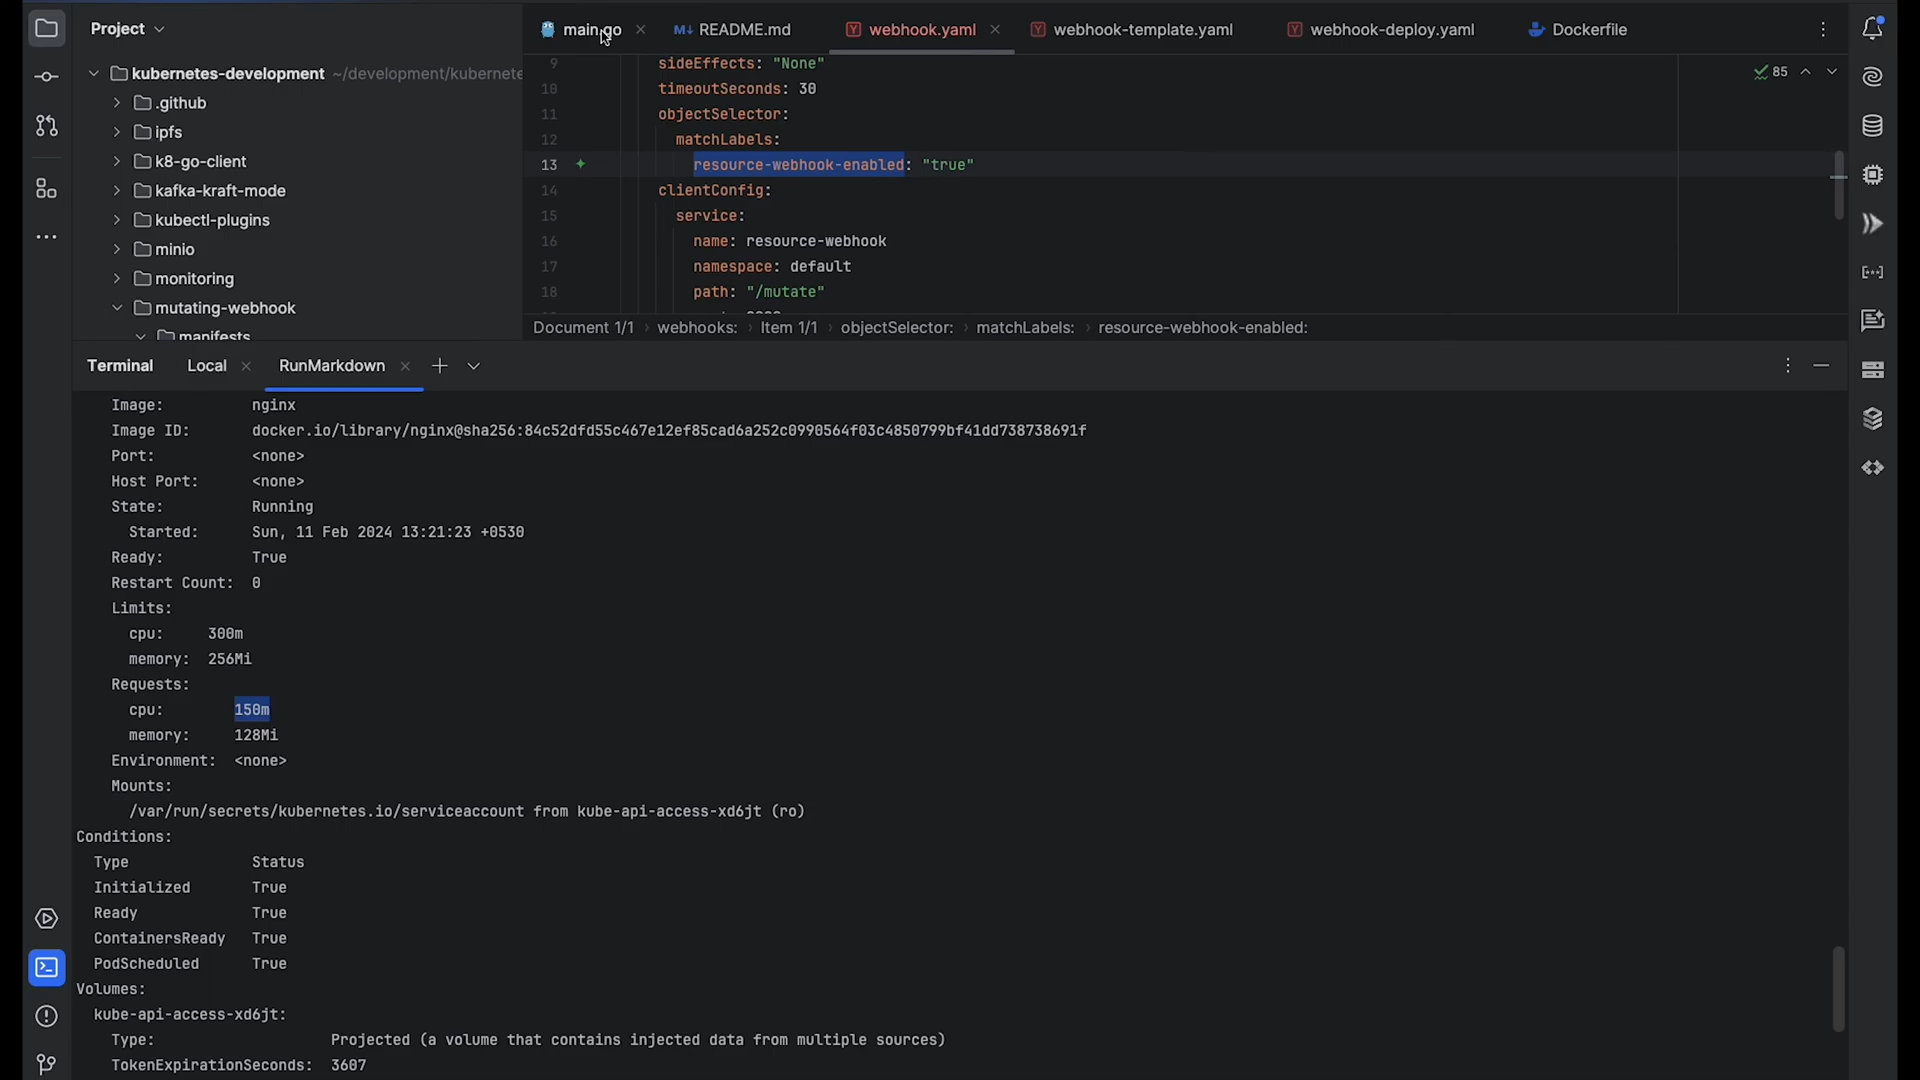 Project
main.go
README.md
webhook.yaml
webhook-template.yaml
webhook-deploy.yaml
Dockerfile
kubernetes-development ~/development/kubernete
.github
ipfs
k8-go-client
kafka-kraft-mode
kubectl-plugins
minio
monitoring
mutating-webhook
manifests
85
9 sideEffects: "None"
10 timeoutSeconds: 30
11 objectSelector:
12 matchLabels:
13 resource-webhook-enabled: "true"
14 clientConfig:
15 service:
16 name: resource-webhook
17 namespace: default
18 path: "/mutate"
Document 1/1 › webhooks: › Item 1/1 › objectSelector: › matchLabels: › resource-webhook-enabled:
Terminal Local RunMarkdown
Image: nginx
Image ID: docker.io/library/nginx@sha256:84c52dfd55c467e12ef85cad6a252c0990564f03c4850799bf41dd738738691f
Port: <none>
Host Port: <none>
State: Running
Started: Sun, 11 Feb 2024 13:21:23 +0530
Ready: True
Restart Count: 0
Limits:
cpu: 300m
memory: 256Mi
Requests:
cpu: 150m
memory: 128Mi
Environment: <none>
Mounts:
/var/run/secrets/kubernetes.io/serviceaccount from kube-api-access-xd6jt (ro)
Conditions:
Type Status
Initialized True
Ready True
ContainersReady True
PodScheduled True
Volumes:
kube-api-access-xd6jt:
Type: Projected (a volume that contains injected data from multiple sources)
TokenExpirationSeconds: 3607